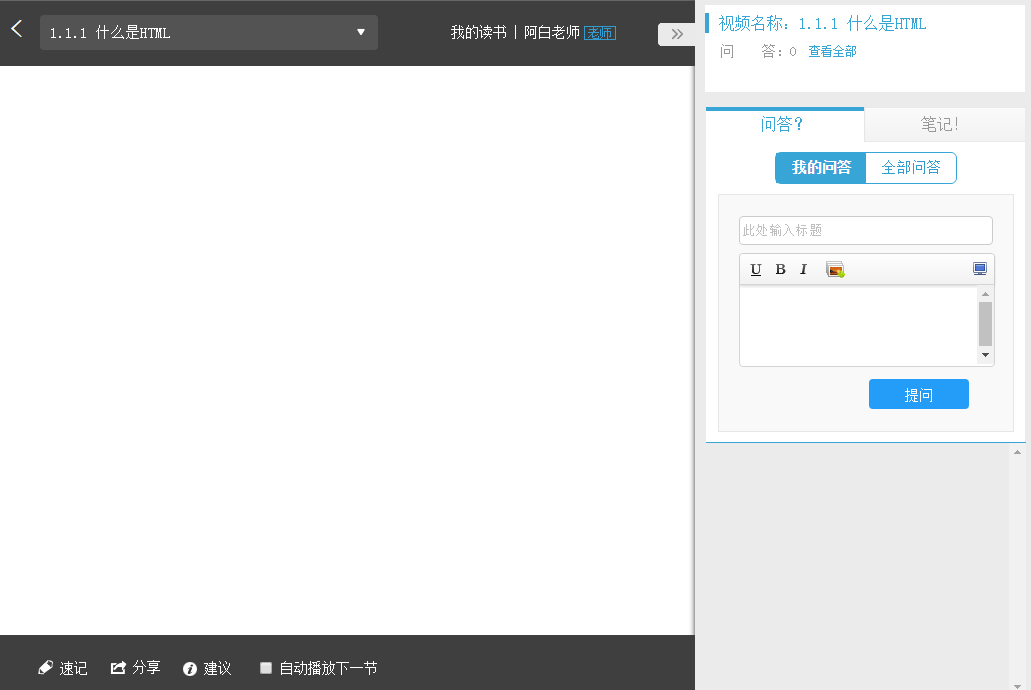 1.1.1 什么是HTML
我的读书 | 阿白老师 老师
视频名称：1.1.1 什么是HTML
问 答：0 查看全部
问答？ 笔记！
我的问答 全部问答
此处输入标题
U B I
提问
速记 分享 建议 自动播放下一节